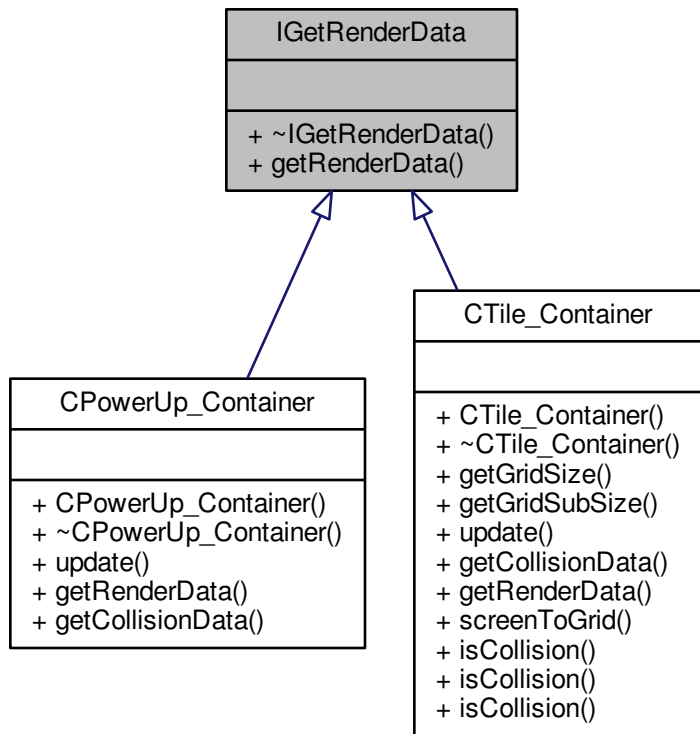 IGetRenderData
+ ~IGetRenderData()
+ getRenderData()
CPowerUp_Container
+ CPowerUp_Container()
+ ~CPowerUp_Container()
+ update()
+ getRenderData()
+ getCollisionData()
CTile_Container
+ CTile_Container()
+ ~CTile_Container()
+ getGridSize()
+ getGridSubSize()
+ update()
+ getCollisionData()
+ getRenderData()
+ screenToGrid()
+ isCollision()
+ isCollision()
+ isCollision()